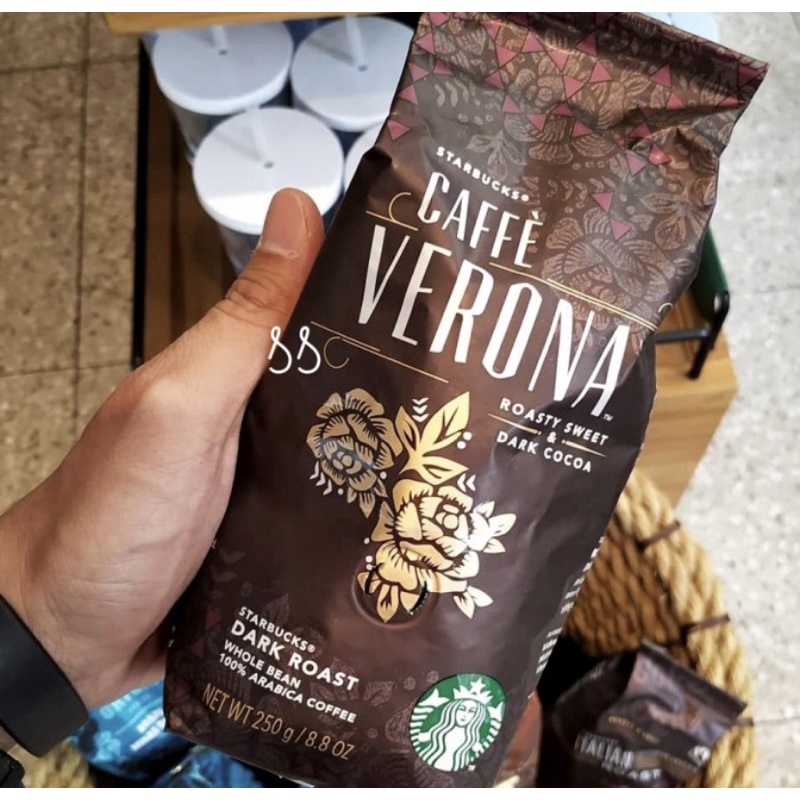 STARBUCKS®
CAFFÈ
VERONA™
ROASTY SWEET
&
DARK COCOA
STARBUCKS®
DARK ROAST
WHOLE BEAN
100% ARABICA COFFEE
NET WT 250 g / 8.8 OZ
ITALIAN
ROAST